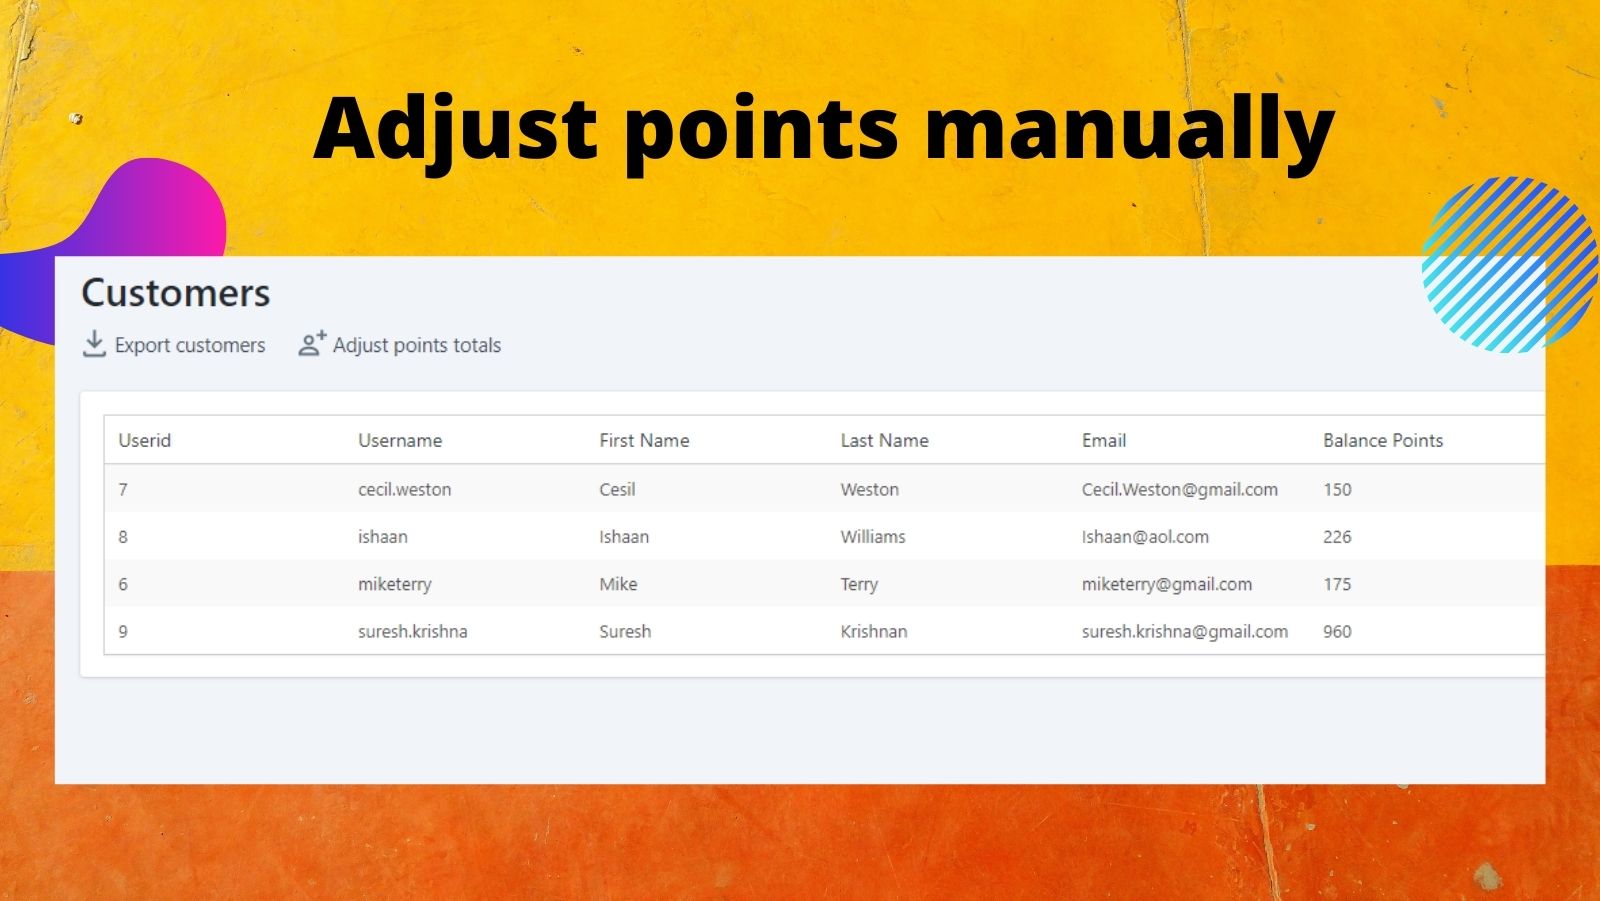 Adjust points manually
Customers
Export customers Adjust points totals
Userid Username First Name Last Name Email Balance Points
7 cecil.weston Cesil Weston Cecil.Weston@gmail.com 150
8 ishaan Ishaan Williams Ishaan@aol.com 226
6 miketerry Mike Terry miketerry@gmail.com 175
9 suresh.krishna Suresh Krishnan suresh.krishna@gmail.com 960